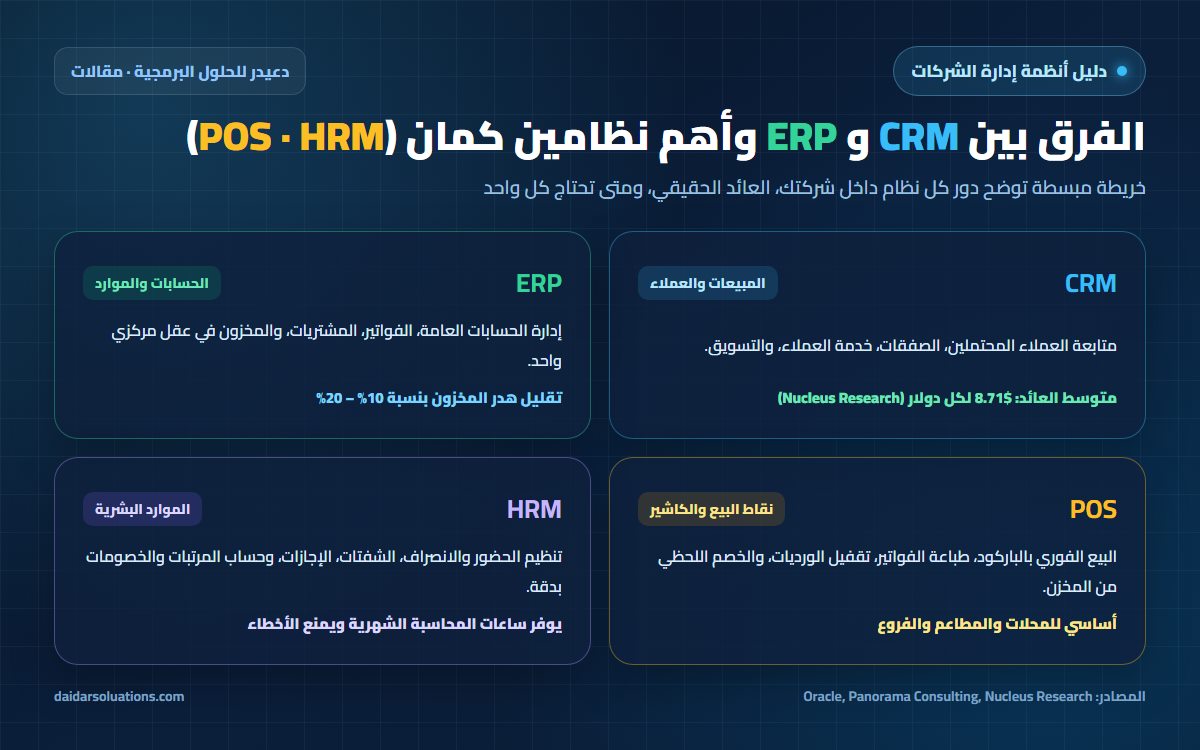 دليل أنظمة إدارة الشركات
دعيدر للحلول البرمجية · مقالات
الفرق بين CRM و ERP وأهم نظامين كمان (POS · HRM)
خريطة مبسطة توضح دور كل نظام داخل شركتك، العائد الحقيقي، ومتى تحتاج كل واحد
CRM
المبيعات والعملاء
متابعة العملاء المحتملين، الصفقات، خدمة العملاء، والتسويق.
متوسط العائد: 8.71$ لكل دولار (Nucleus Research)
ERP
الحسابات والموارد
إدارة الحسابات العامة، الفواتير، المشتريات، والمخزون في عقل مركزي
واحد.
تقليل هدر المخزون بنسبة 10% – 20%
POS
نقاط البيع والكاشير
البيع الفوري بالباركود، طباعة الفواتير، تقفيل الورديات، والخصم اللحظي
من المخزن.
أساسي للمحلات والمطاعم والفروع
HRM
الموارد البشرية
تنظيم الحضور والانصراف، الشفتات، الإجازات، وحساب المرتبات والخصومات
بدقة.
يوفر ساعات المحاسبة الشهرية ويمنع الأخطاء
المصادر: Oracle, Panorama Consulting, Nucleus Research
daidarsoluations.com